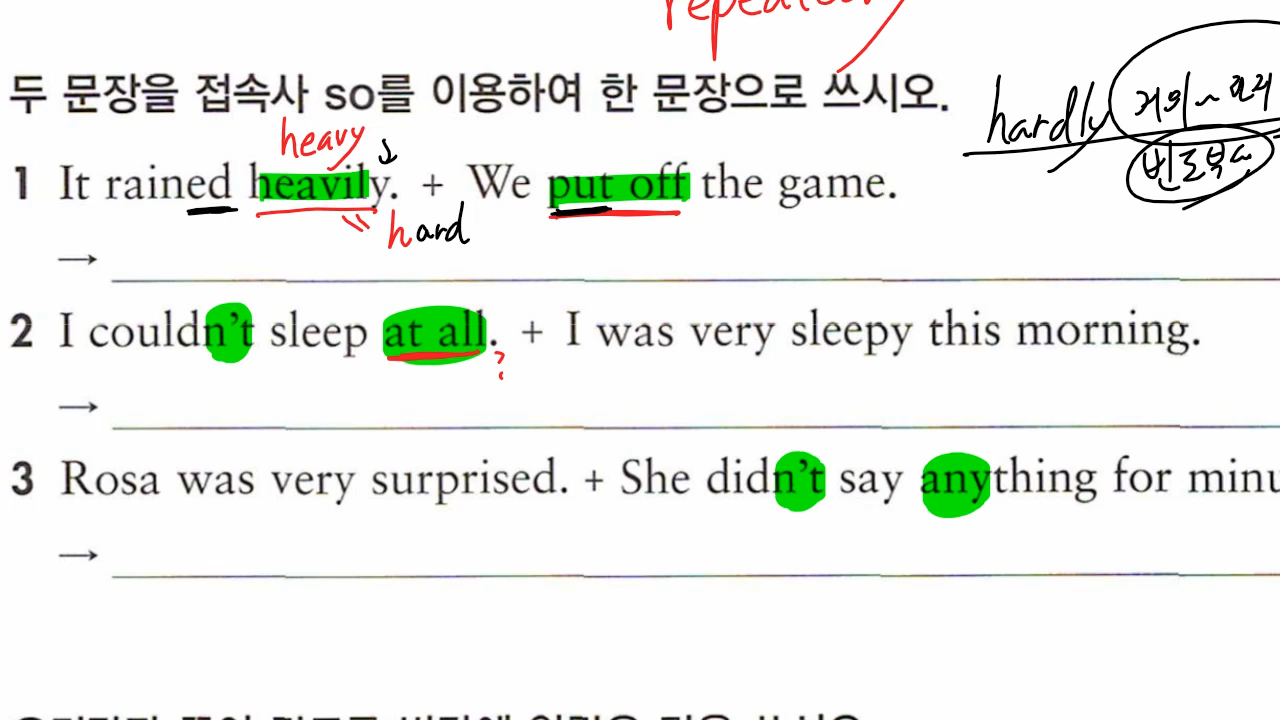 repeatedly
두 문장을 접속사 so를 이용하여 한 문장으로 쓰시오.
hardly 거의~
빈도부사
heavy
1 It rained heavily. + We put off the game.
hard
→
2 I couldn't sleep at all. + I was very sleepy this morning.
?
→
3 Rosa was very surprised. + She didn't say anything for minu
→